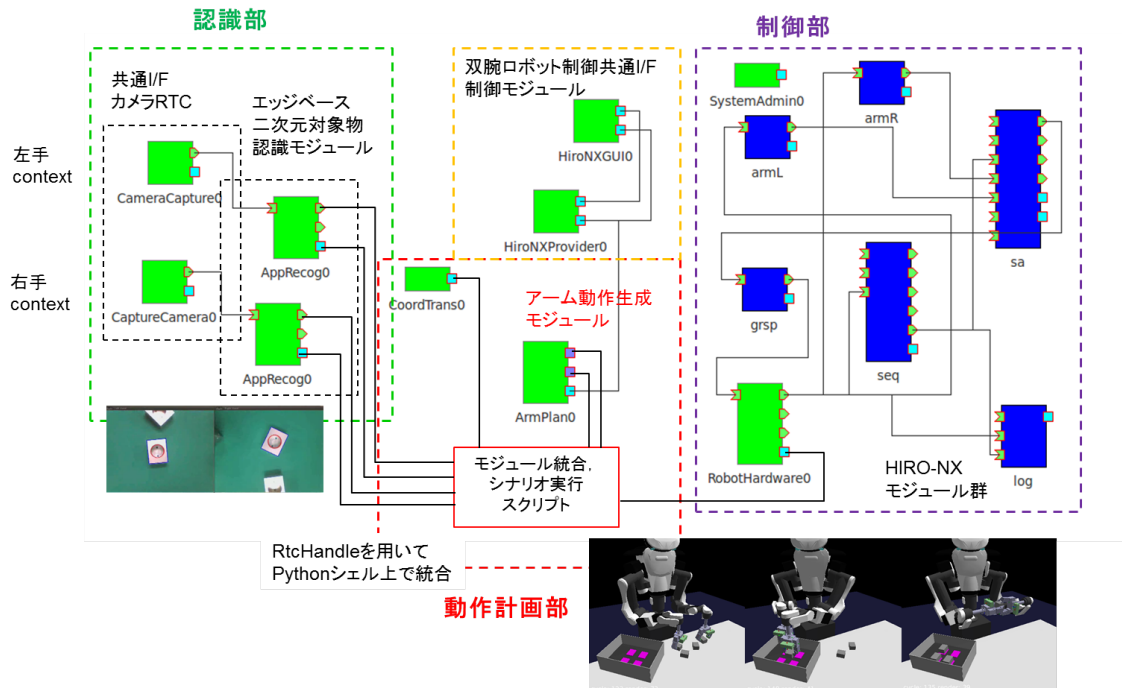 認識部
制御部
共通I/F
カメラRTC
エッジベース
二次元対象物
認識モジュール
双腕ロボット制御共通I/F
制御モジュール
左手
context
右手
context
CameraCapture0
AppRecog0
CaptureCamera0
AppRecog0
HiroNXGUI0
HiroNXProvider0
CoordTrans0
アーム動作生成
モジュール
ArmPlan0
SystemAdmin0
armR
armL
sa
grsp
seq
RobotHardware0
log
HIRO-NX
モジュール群
モジュール統合,
シナリオ実行
スクリプト
RtcHandleを用いて
Pythonシェル上で統合
動作計画部